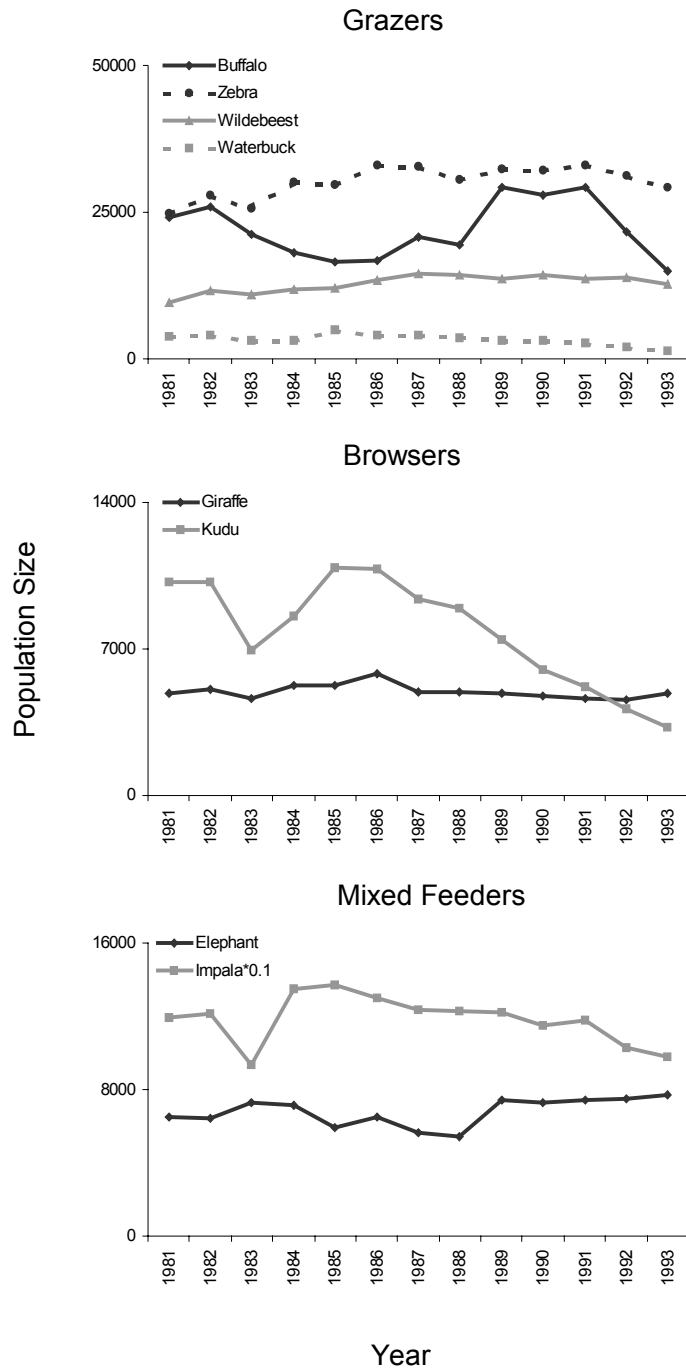 Grazers
50000
25000
0
Buffalo
Zebra
Wildebeest
Waterbuck
1981 1982 1983 1984 1985 1986 1987 1988 1989 1990 1991 1992 1993
Browsers
14000
7000
0
Giraffe
Kudu
1981 1982 1983 1984 1985 1986 1987 1988 1989 1990 1991 1992 1993
Population Size
Mixed Feeders
16000
8000
0
Elephant
Impala*0.1
1981 1982 1983 1984 1985 1986 1987 1988 1989 1990 1991 1992 1993
Year